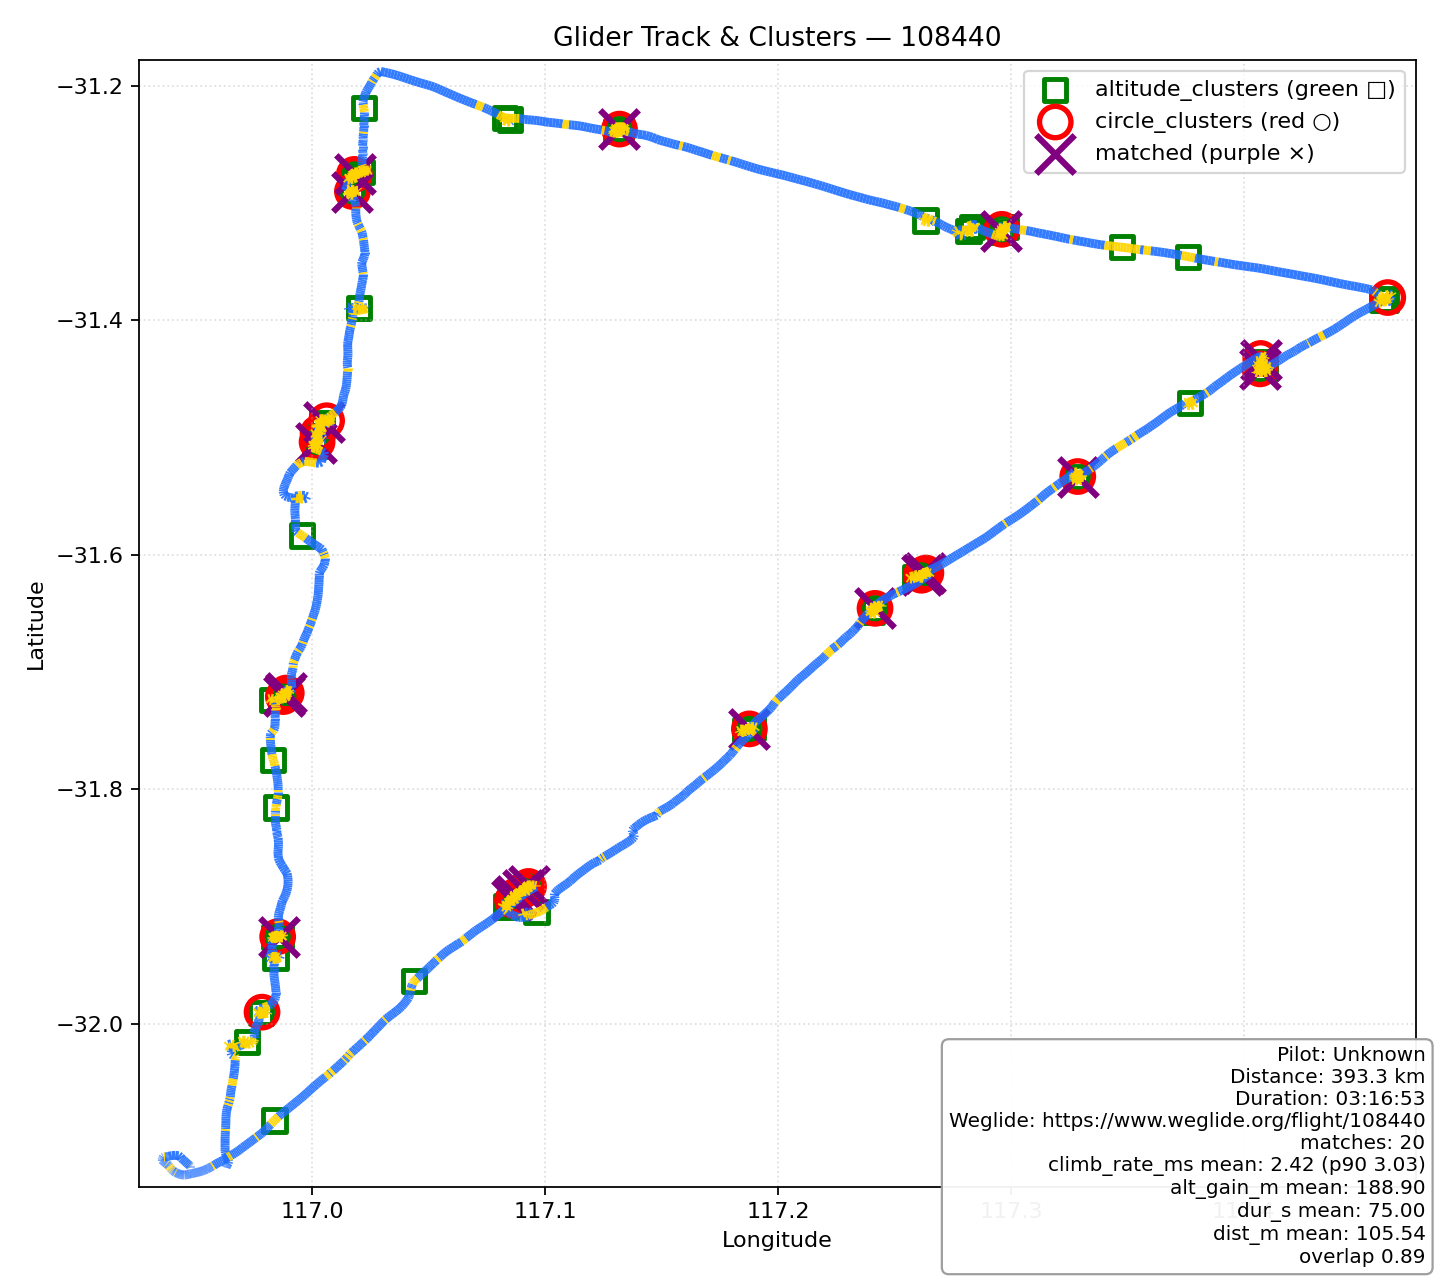 Glider Track & Clusters — 108440
altitude_clusters (green □)
circle_clusters (red ○)
matched (purple ×)
−31.2
−31.4
−31.6
−31.8
−32.0
Latitude
117.0
117.1
117.2
117.3
Longitude
Pilot: Unknown
Distance: 393.3 km
Duration: 03:16:53
Weglide: https://www.weglide.org/flight/108440
matches: 20
climb_rate_ms mean: 2.42 (p90 3.03)
alt_gain_m mean: 188.90
dur_s mean: 75.00
dist_m mean: 105.54
overlap 0.89